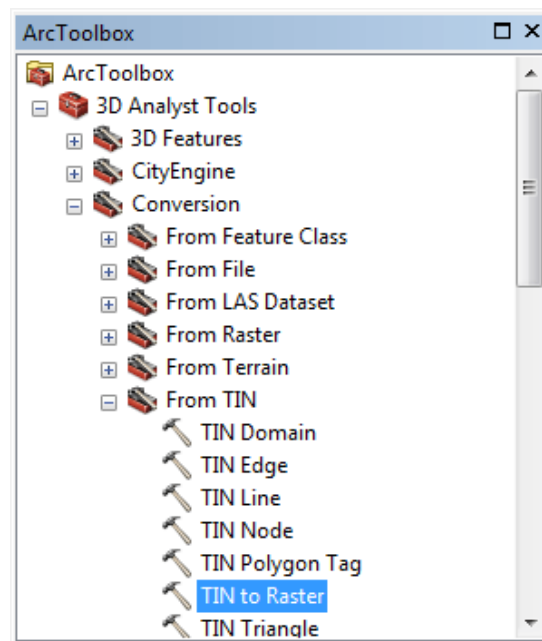 ArcToolbox
ArcToolbox
3D Analyst Tools
3D Features
CityEngine
Conversion
From Feature Class
From File
From LAS Dataset
From Raster
From Terrain
From TIN
TIN Domain
TIN Edge
TIN Line
TIN Node
TIN Polygon Tag
TIN to Raster
TIN Triangle